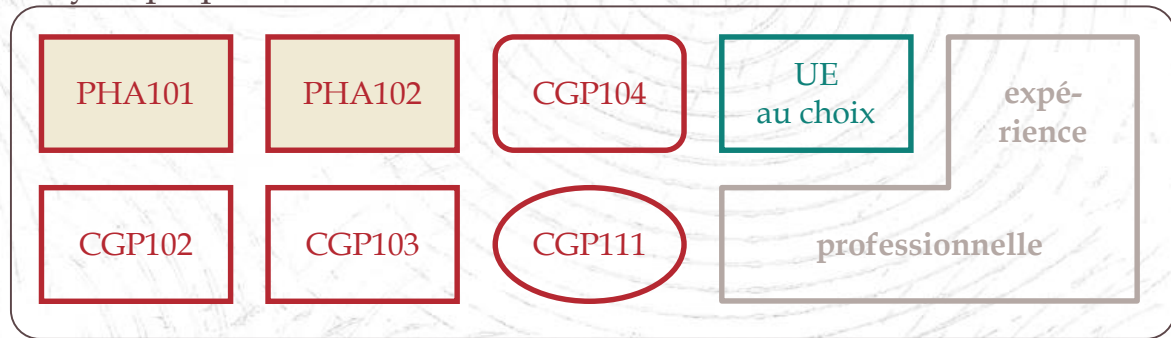 PHA101
PHA102
CGP104
UE
au choix
expé-
rience
CGP102
CGP103
CGP111
professionnelle